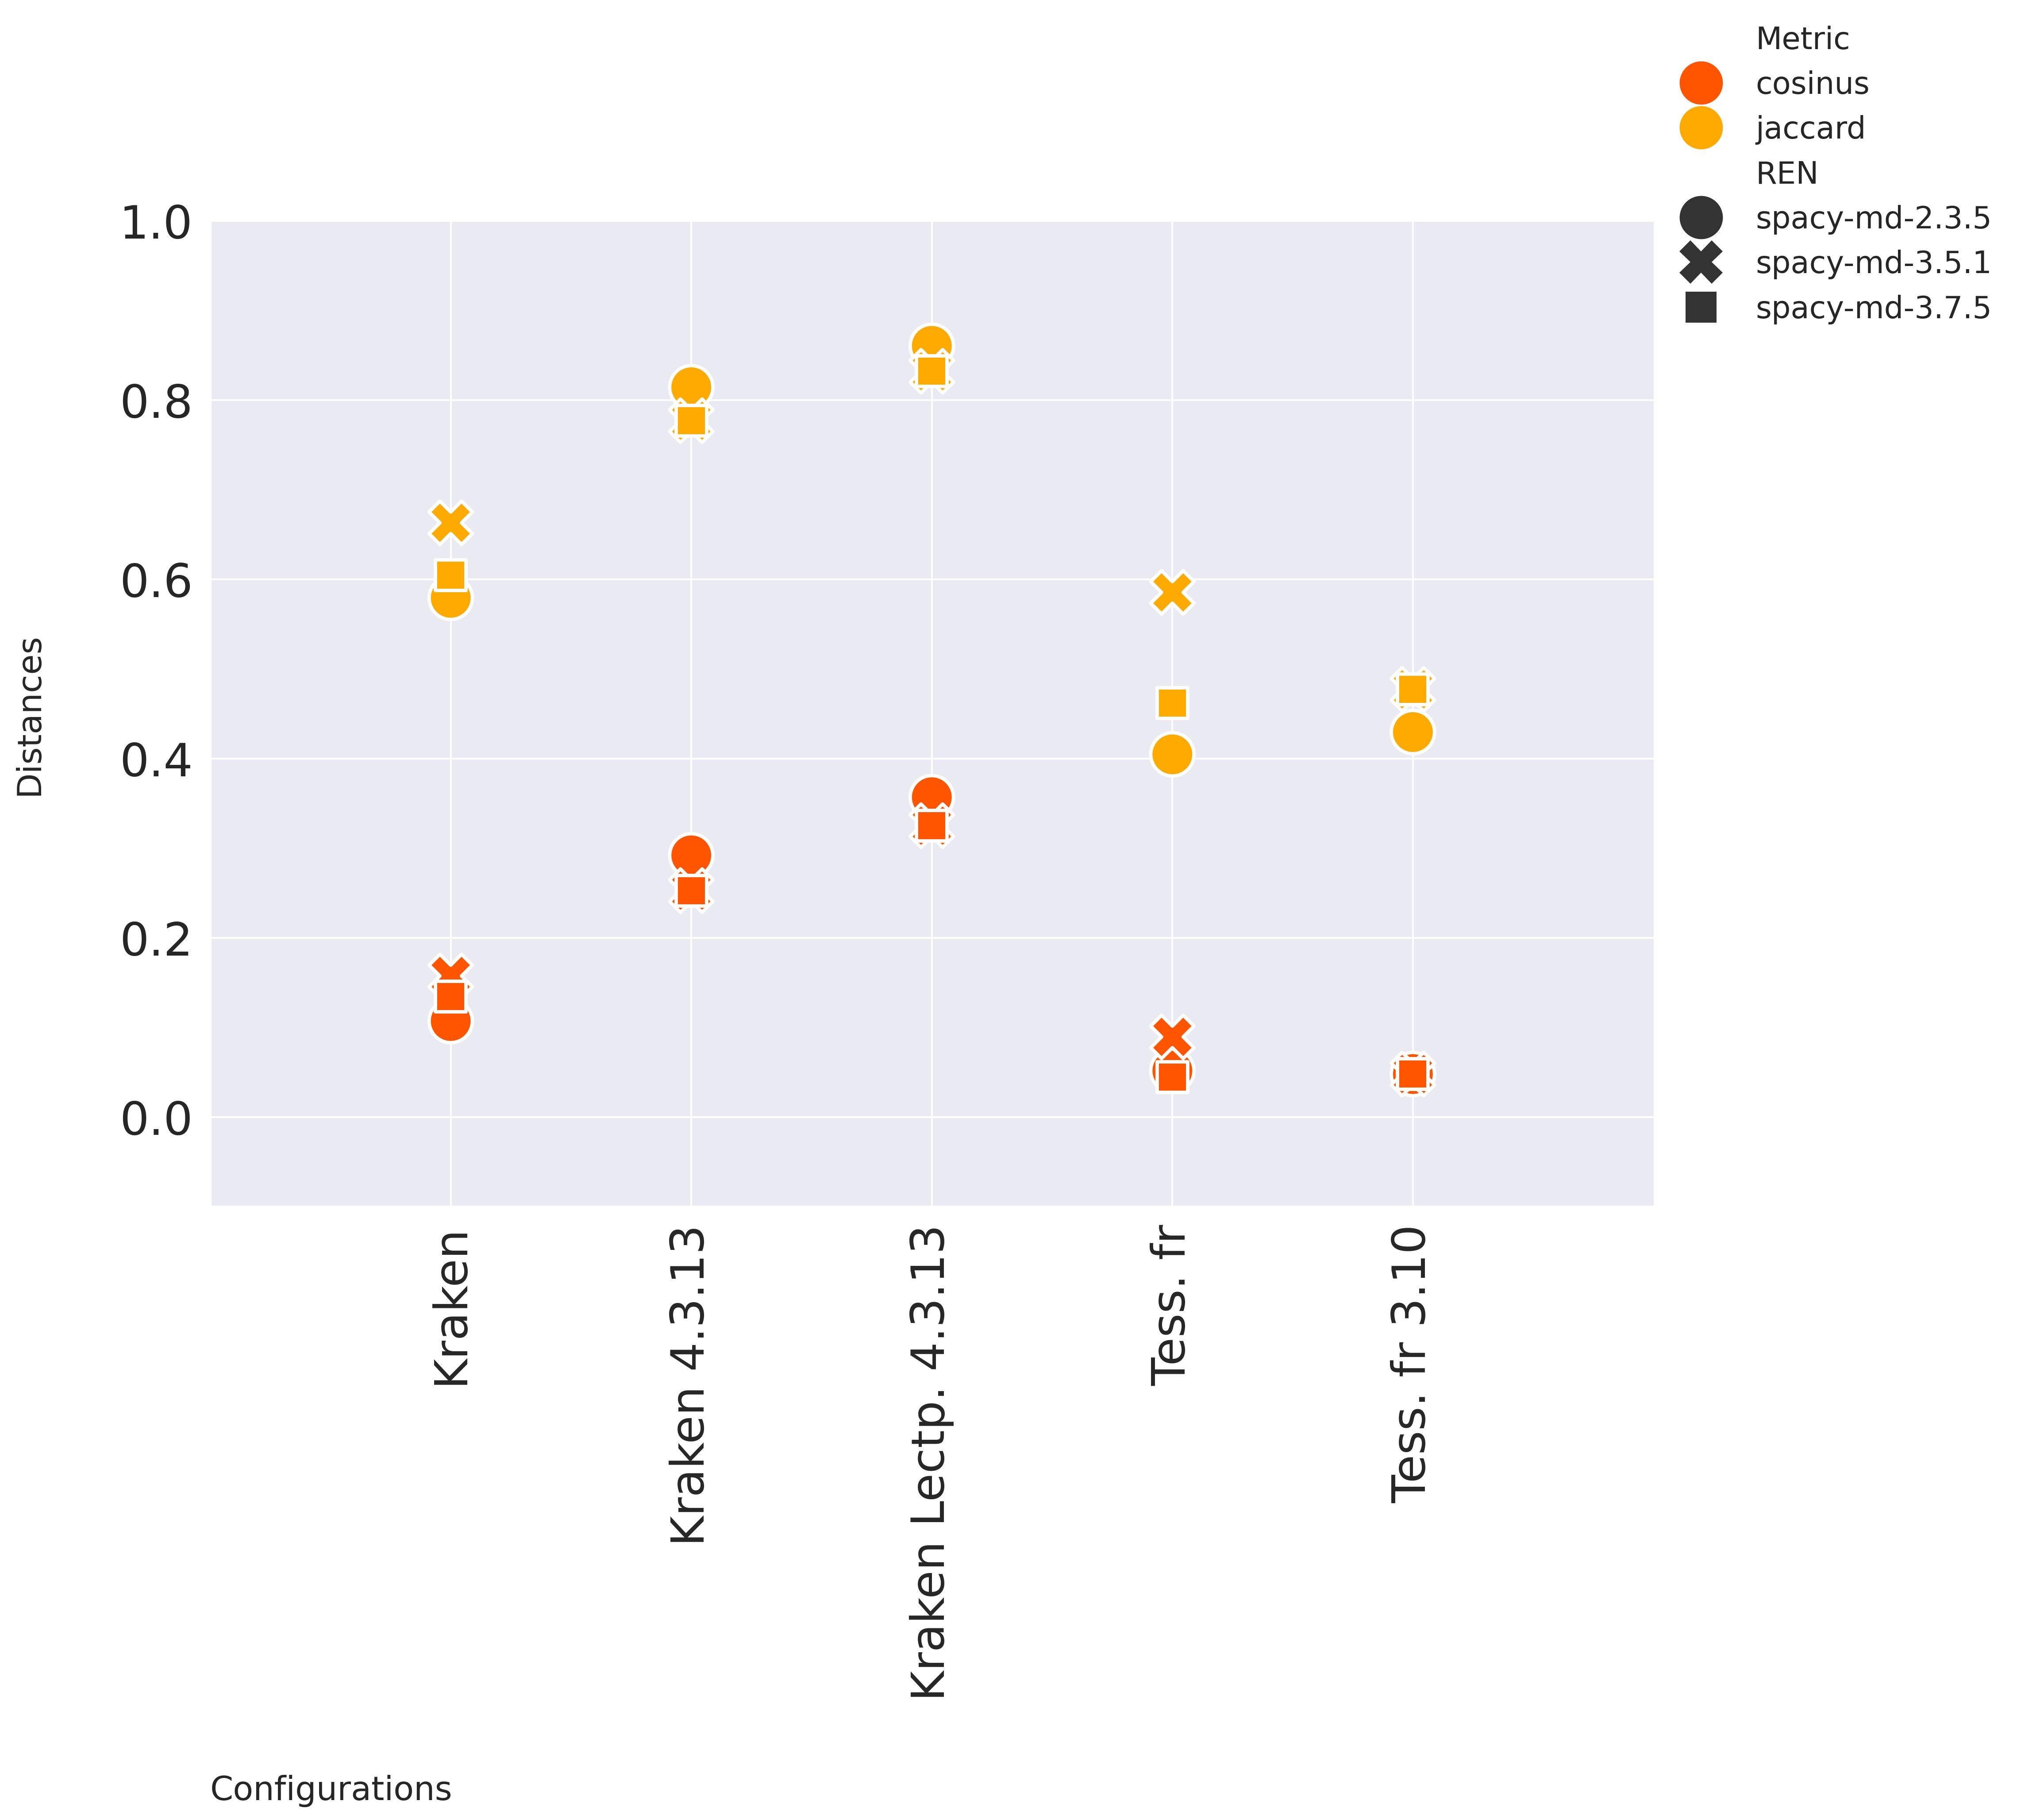 Metric
cosinus
jaccard
REN
spacy-md-2.3.5
spacy-md-3.5.1
spacy-md-3.7.5
1.0
0.8
0.6
0.4
0.2
0.0
Distances
Kraken
Kraken 4.3.13
Kraken Lectp. 4.3.13
Tess. fr
Tess. fr 3.10
Configurations